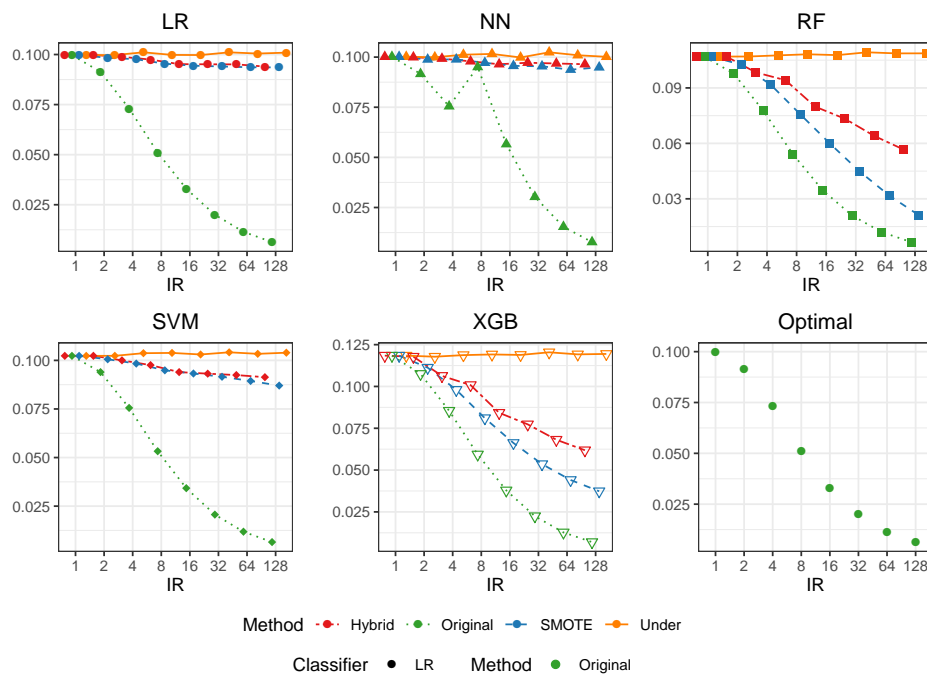 LR
NN
RF
0.100
0.075
0.050
0.025
1 2 4 8 16 32 64 128
IR
0.100
0.075
0.050
0.025
1 2 4 8 16 32 64 128
IR
0.09
0.06
0.03
1 2 4 8 16 32 64 128
IR
SVM
XGB
Optimal
0.100
0.075
0.050
0.025
1 2 4 8 16 32 64 128
IR
0.125
0.100
0.075
0.050
0.025
1 2 4 8 16 32 64 128
IR
0.100
0.075
0.050
0.025
1 2 4 8 16 32 64 128
IR
Method Hybrid Original SMOTE Under
Classifier LR Method Original